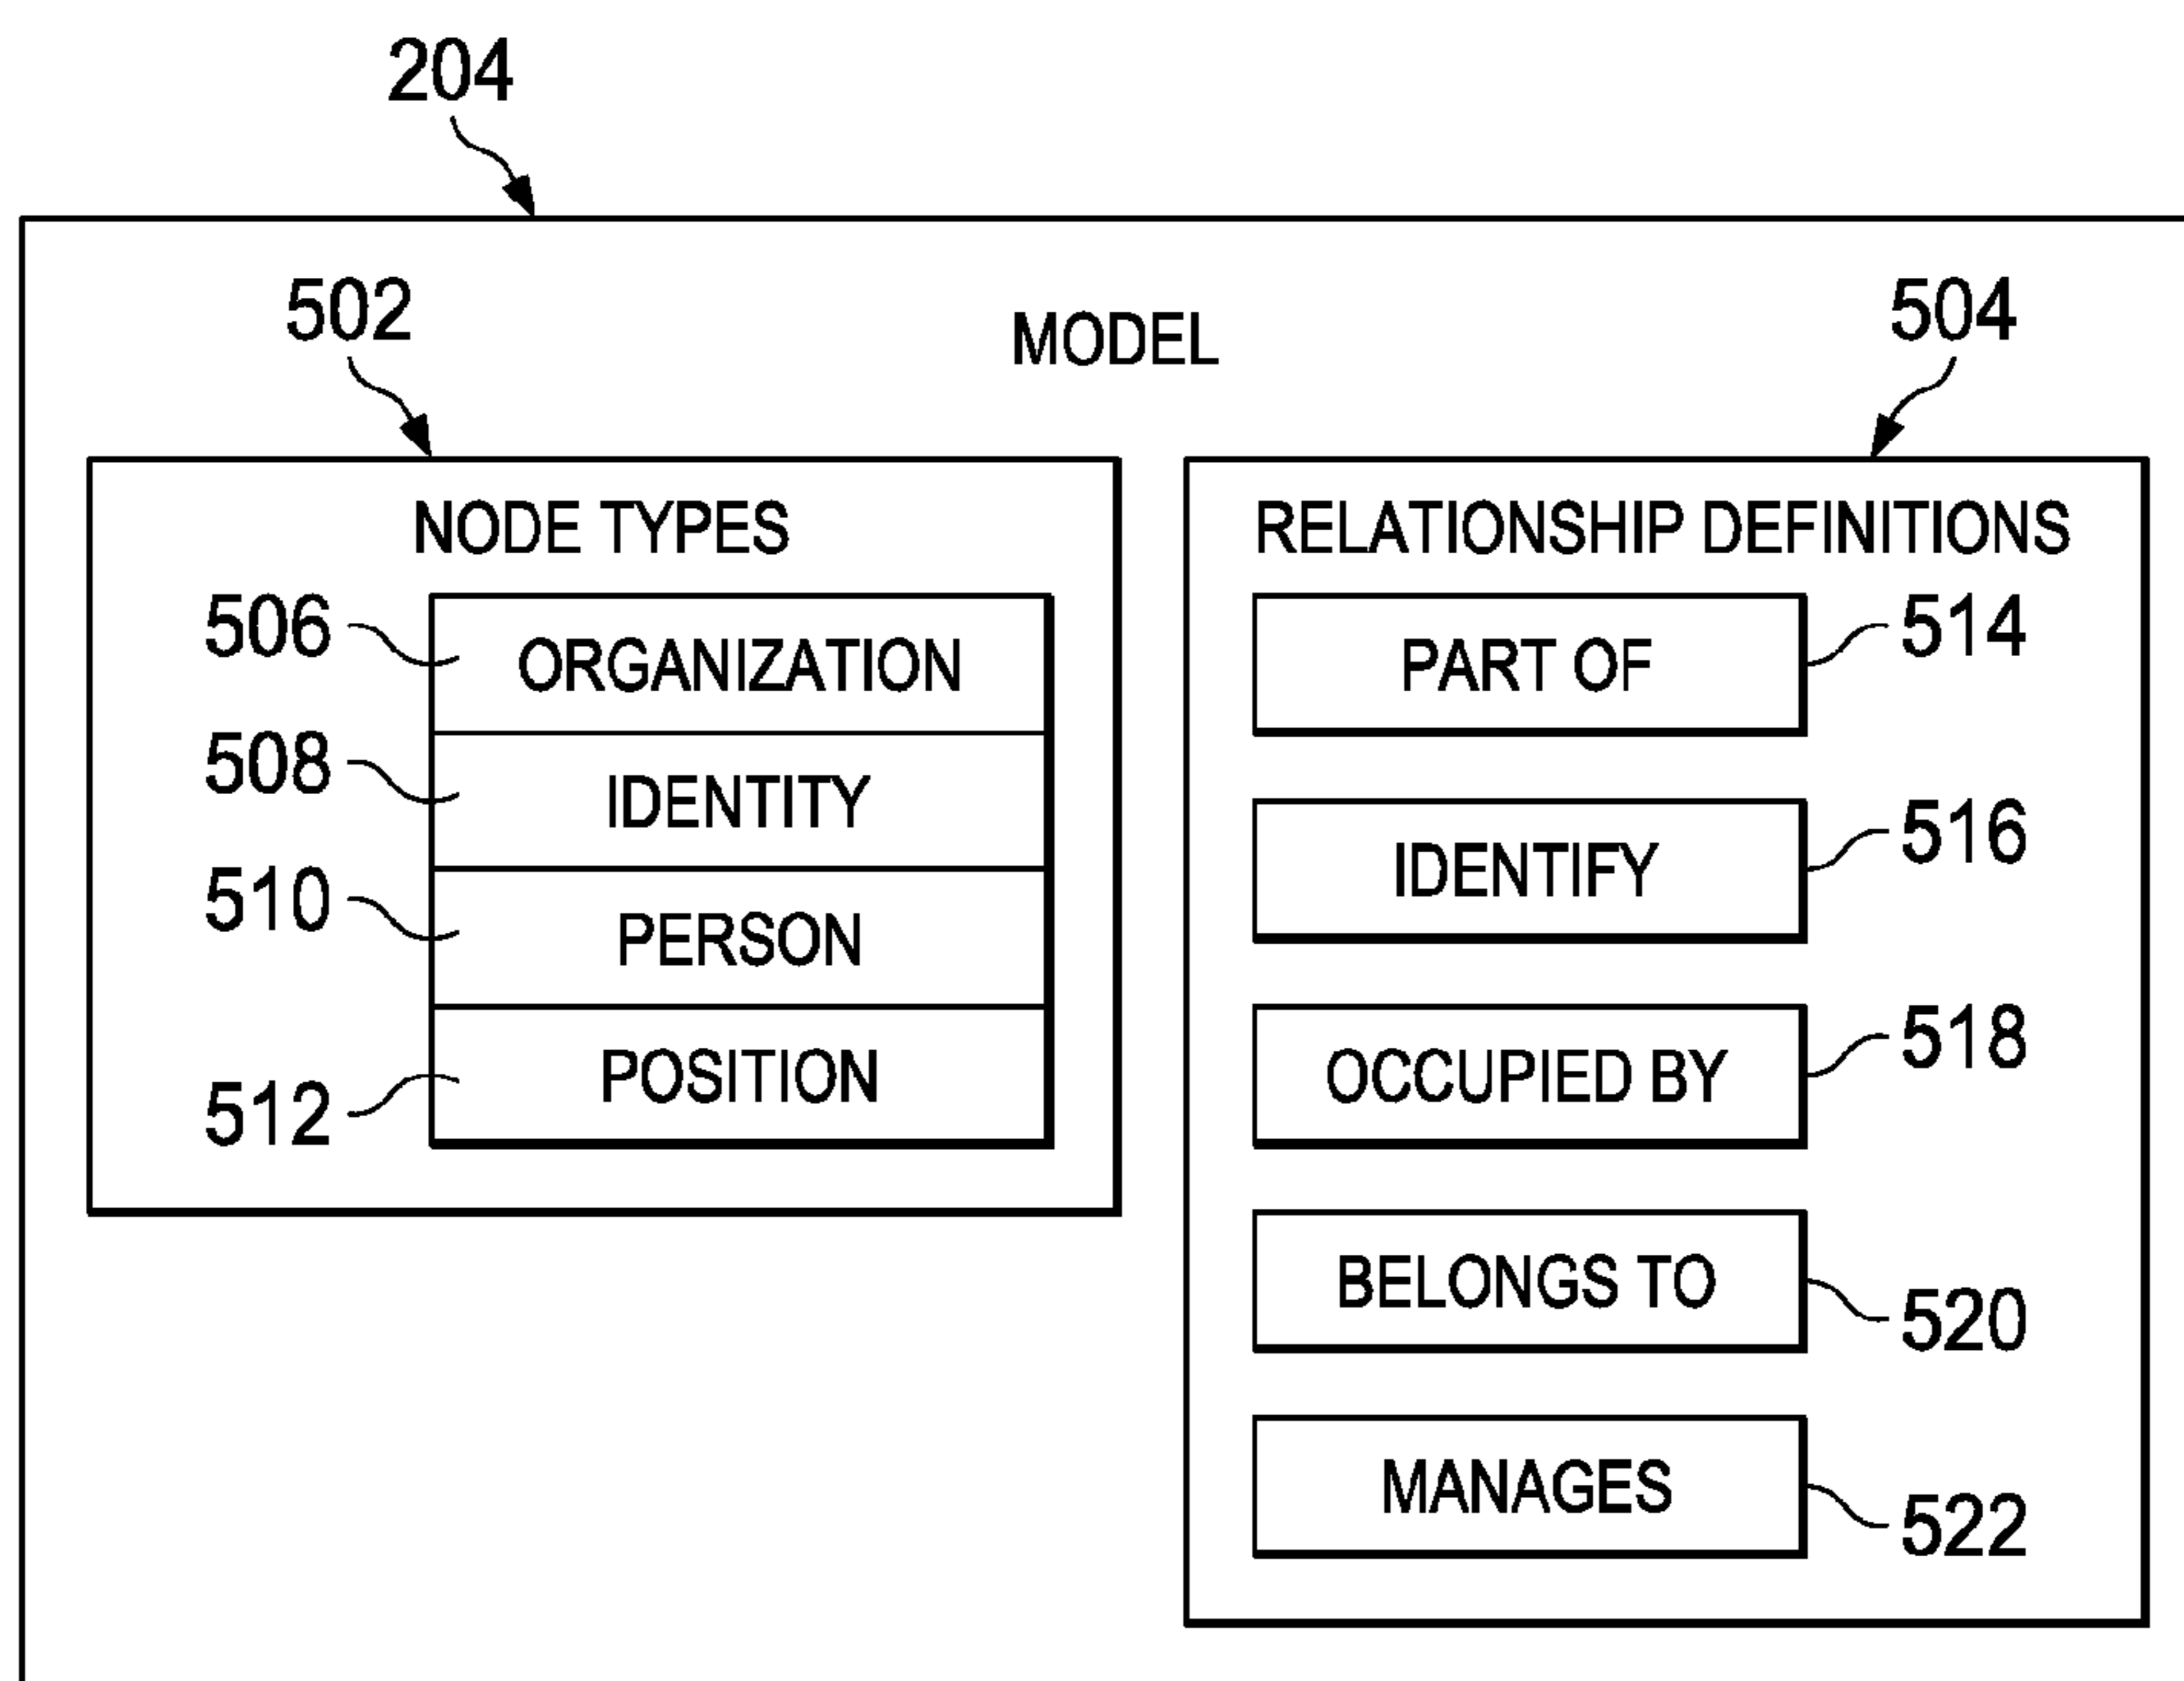 204
MODEL
502
504
NODE TYPES
506
ORGANIZATION
508
IDENTITY
510
PERSON
512
POSITION
RELATIONSHIP DEFINITIONS
PART OF
514
IDENTIFY
516
OCCUPIED BY
518
BELONGS TO
520
MANAGES
522